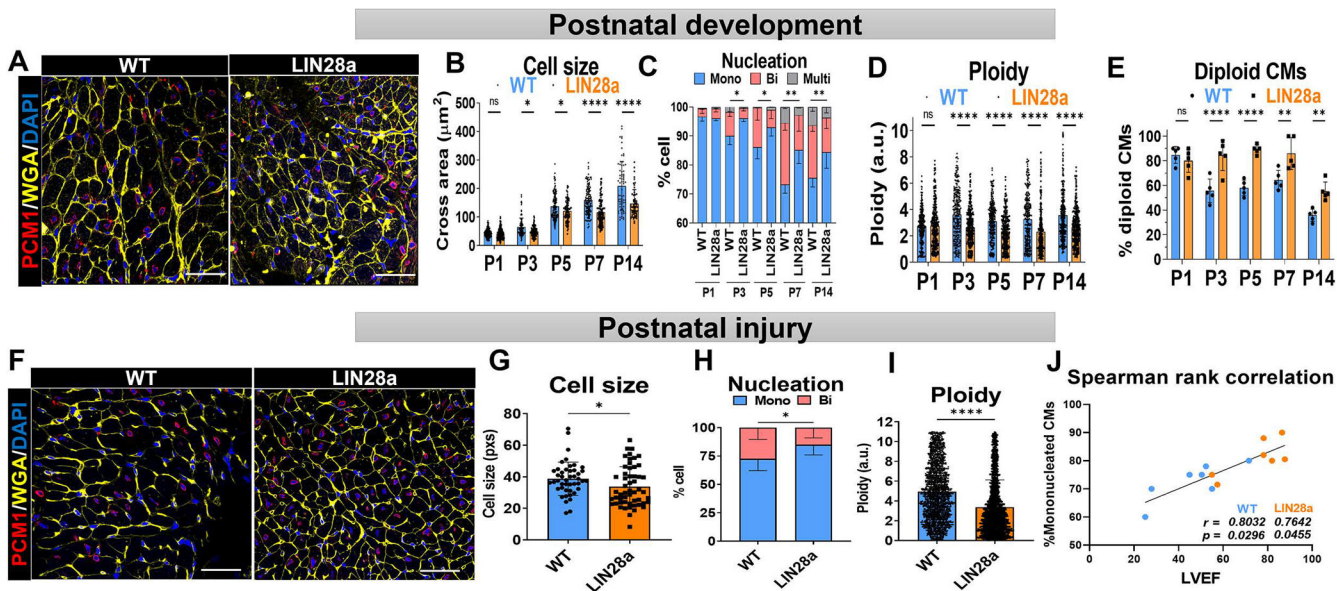 Postnatal development
A
WT
LIN28a
PCM1/WGA/DAPI
B
Cell size
WT LIN28a
ns * * **** ****
Cross area (μm²)
500
400
300
200
100
0
P1 P3 P5 P7 P14
C
Nucleation
Mono Bi Multi
* * ** **
% cell
100
90
80
70
60
WT LIN28a WT LIN28a WT LIN28a WT LIN28a WT LIN28a
P1 P3 P5 P7 P14
D
Ploidy
WT LIN28a
ns **** **** **** ****
Ploidy (a.u.)
12
10
8
6
4
2
0
P1 P3 P5 P7 P14
E
Diploid CMs
WT LIN28a
ns **** **** ** **
% diploid CMs
100
80
60
40
20
0
P1 P3 P5 P7 P14
Postnatal injury
F
WT
LIN28a
PCM1/WGA/DAPI
G
Cell size
*
Cell size (pxs)
80
60
40
20
0
WT LIN28a
H
Nucleation
Mono Bi
*
% cell
100
80
60
40
20
0
WT LIN28a
I
Ploidy
****
Ploidy (a.u.)
12
10
8
6
4
2
0
WT LIN28a
J
Spearman rank correlation
%Mononucleated CMs
100
90
80
70
60
50
WT LIN28a
r = 0.8032 0.7642
p = 0.0296 0.0455
0 20 40 60 80 100
LVEF